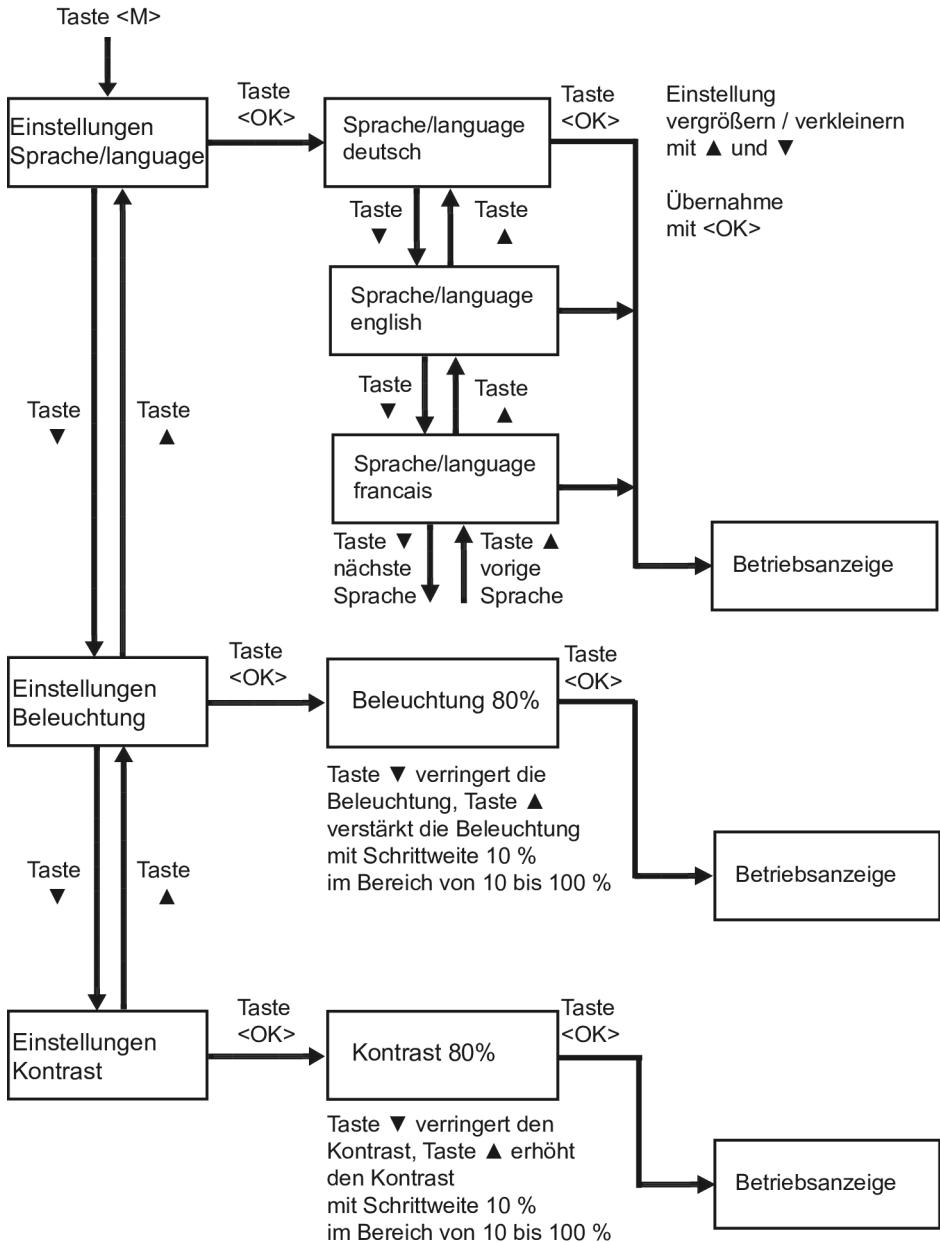 Taste <M>
Einstellungen
Sprache/language
Taste
<OK>
Sprache/language
deutsch
Taste
<OK>
Einstellung
vergrößern / verkleinern
mit ▲ und ▼
Übernahme
mit <OK>
Taste
▼
Taste
▲
Sprache/language
english
Taste
▼
Taste
▲
Taste
▼
Taste
▲
Sprache/language
francais
Taste ▼
nächste
Sprache
Taste ▲
vorige
Sprache
Betriebsanzeige
Einstellungen
Beleuchtung
Taste
<OK>
Beleuchtung 80%
Taste
<OK>
Taste ▼ verringert die
Beleuchtung, Taste ▲
verstärkt die Beleuchtung
mit Schrittweite 10 %
im Bereich von 10 bis 100 %
Taste
▼
Taste
▲
Betriebsanzeige
Einstellungen
Kontrast
Taste
<OK>
Kontrast 80%
Taste
<OK>
Taste ▼ verringert den
Kontrast, Taste ▲ erhöht
den Kontrast
mit Schrittweite 10 %
im Bereich von 10 bis 100 %
Betriebsanzeige